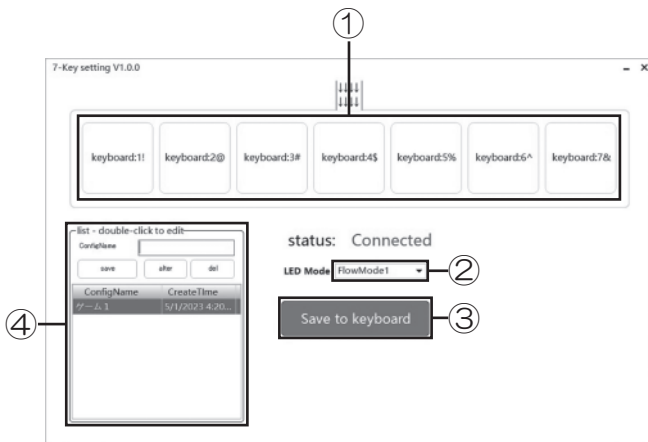 ①
7-Key setting V1.0.0
keyboard:1! keyboard:2@ keyboard:3# keyboard:4$ keyboard:5% keyboard:6^ keyboard:7&
list - double-click to edit
ConfigName
save alter del
ConfigName CreateTIme
ゲーム 1 5/1/2023 4:20...
④
status: Connected
LED Mode FlowMode1 ②
Save to keyboard ③